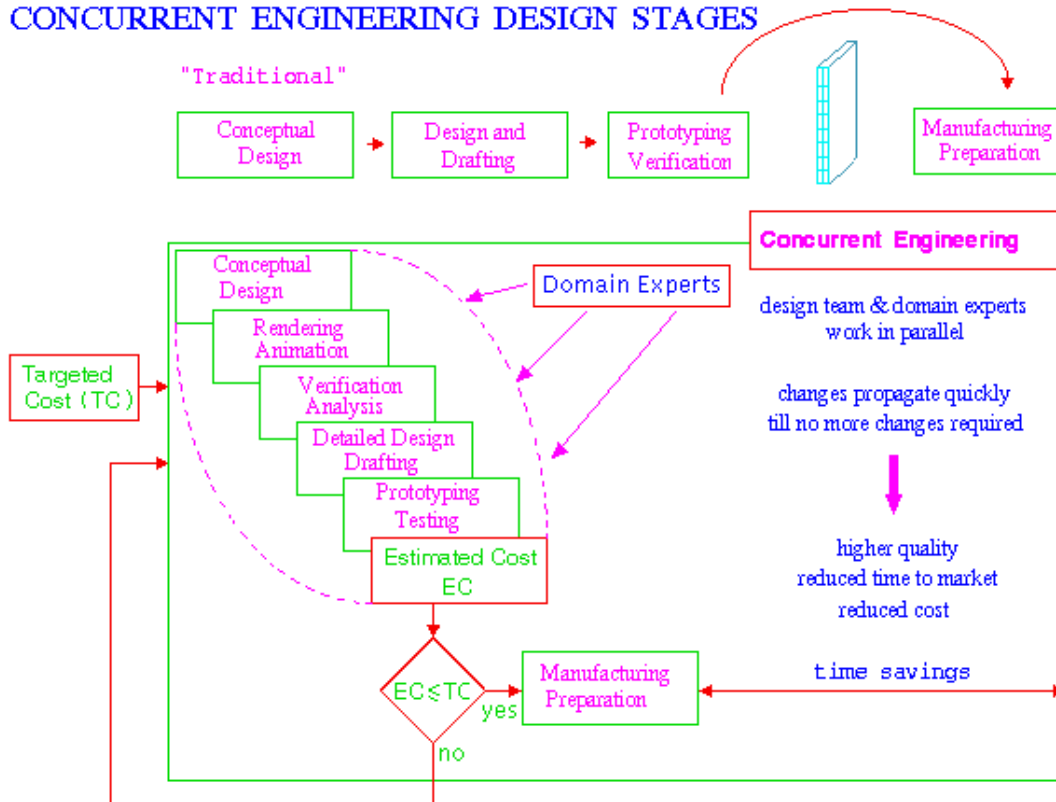 CONCURRENT ENGINEERING DESIGN STAGES
"Traditional"
Conceptual
Design
Design and
Drafting
Prototyping
Verification
Manufacturing
Preparation
Concurrent Engineering
Conceptual
Design
Rendering
Animation
Verification
Analysis
Detailed Design
Drafting
Prototyping
Testing
Estimated Cost
EC
Domain Experts
design team & domain experts
work in parallel
Targeted
Cost (TC)
changes propagate quickly
till no more changes required
higher quality
reduced time to market
reduced cost
EC≤TC
yes
no
Manufacturing
Preparation
time savings